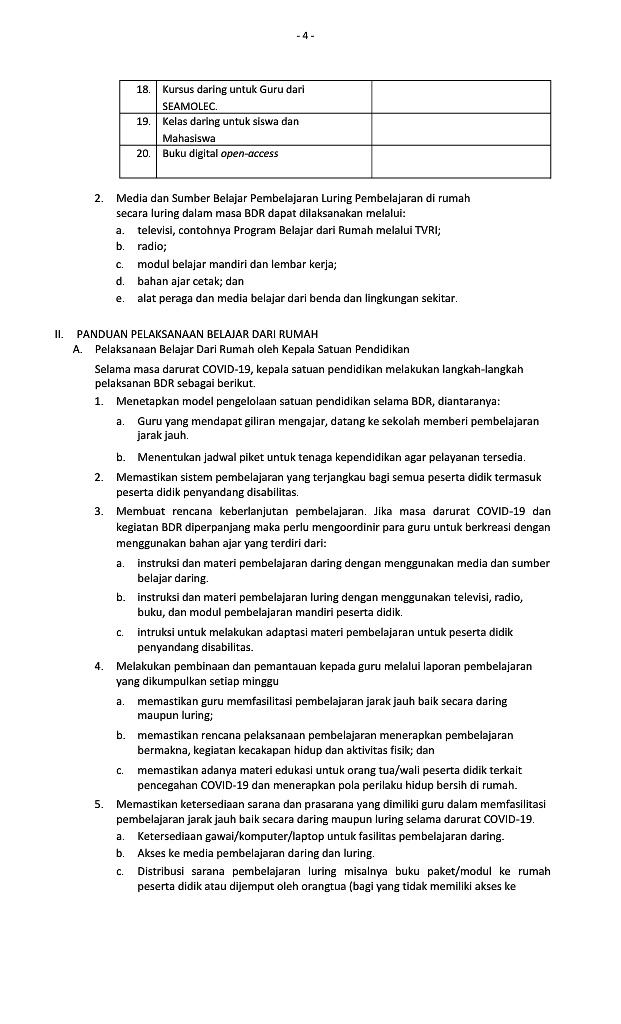 - 4 -
18. Kursus daring untuk Guru dari
SEAMOLEC.
19. Kelas daring untuk siswa dan
Mahasiswa
20. Buku digital open-access
2. Media dan Sumber Belajar Pembelajaran Luring Pembelajaran di rumah
secara luring dalam masa BDR dapat dilaksanakan melalui:
a. televisi, contohnya Program Belajar dari Rumah melalui TVRI;
b. radio;
c. modul belajar mandiri dan lembar kerja;
d. bahan ajar cetak; dan
e. alat peraga dan media belajar dari benda dan lingkungan sekitar.
II. PANDUAN PELAKSANAAN BELAJAR DARI RUMAH
A. Pelaksanaan Belajar Dari Rumah oleh Kepala Satuan Pendidikan
Selama masa darurat COVID-19, kepala satuan pendidikan melakukan langkah-langkah
pelaksanan BDR sebagai berikut.
1. Menetapkan model pengelolaan satuan pendidikan selama BDR, diantaranya:
a. Guru yang mendapat giliran mengajar, datang ke sekolah memberi pembelajaran
jarak jauh.
b. Menentukan jadwal piket untuk tenaga kependidikan agar pelayanan tersedia.
2. Memastikan sistem pembelajaran yang terjangkau bagi semua peserta didik termasuk
peserta didik penyandang disabilitas.
3. Membuat rencana keberlanjutan pembelajaran. Jika masa darurat COVID-19 dan
kegiatan BDR diperpanjang maka perlu mengoordinir para guru untuk berkreasi dengan
menggunakan bahan ajar yang terdiri dari:
a. instruksi dan materi pembelajaran daring dengan menggunakan media dan sumber
belajar daring.
b. instruksi dan materi pembelajaran luring dengan menggunakan televisi, radio,
buku, dan modul pembelajaran mandiri peserta didik.
c. intruksi untuk melakukan adaptasi materi pembelajaran untuk peserta didik
penyandang disabilitas.
4. Melakukan pembinaan dan pemantauan kepada guru melalui laporan pembelajaran
yang dikumpulkan setiap minggu
a. memastikan guru memfasilitasi pembelajaran jarak jauh baik secara daring
maupun luring;
b. memastikan rencana pelaksanaan pembelajaran menerapkan pembelajaran
bermakna, kegiatan kecakapan hidup dan aktivitas fisik; dan
c. memastikan adanya materi edukasi untuk orang tua/wali peserta didik terkait
pencegahan COVID-19 dan menerapkan pola perilaku hidup bersih di rumah.
5. Memastikan ketersediaan sarana dan prasarana yang dimiliki guru dalam memfasilitasi
pembelajaran jarak jauh baik secara daring maupun luring selama darurat COVID-19.
a. Ketersediaan gawai/komputer/laptop untuk fasilitas pembelajaran daring.
b. Akses ke media pembelajaran daring dan luring.
c. Distribusi sarana pembelajaran luring misalnya buku paket/modul ke rumah
peserta didik atau dijemput oleh orangtua (bagi yang tidak memiliki akses ke